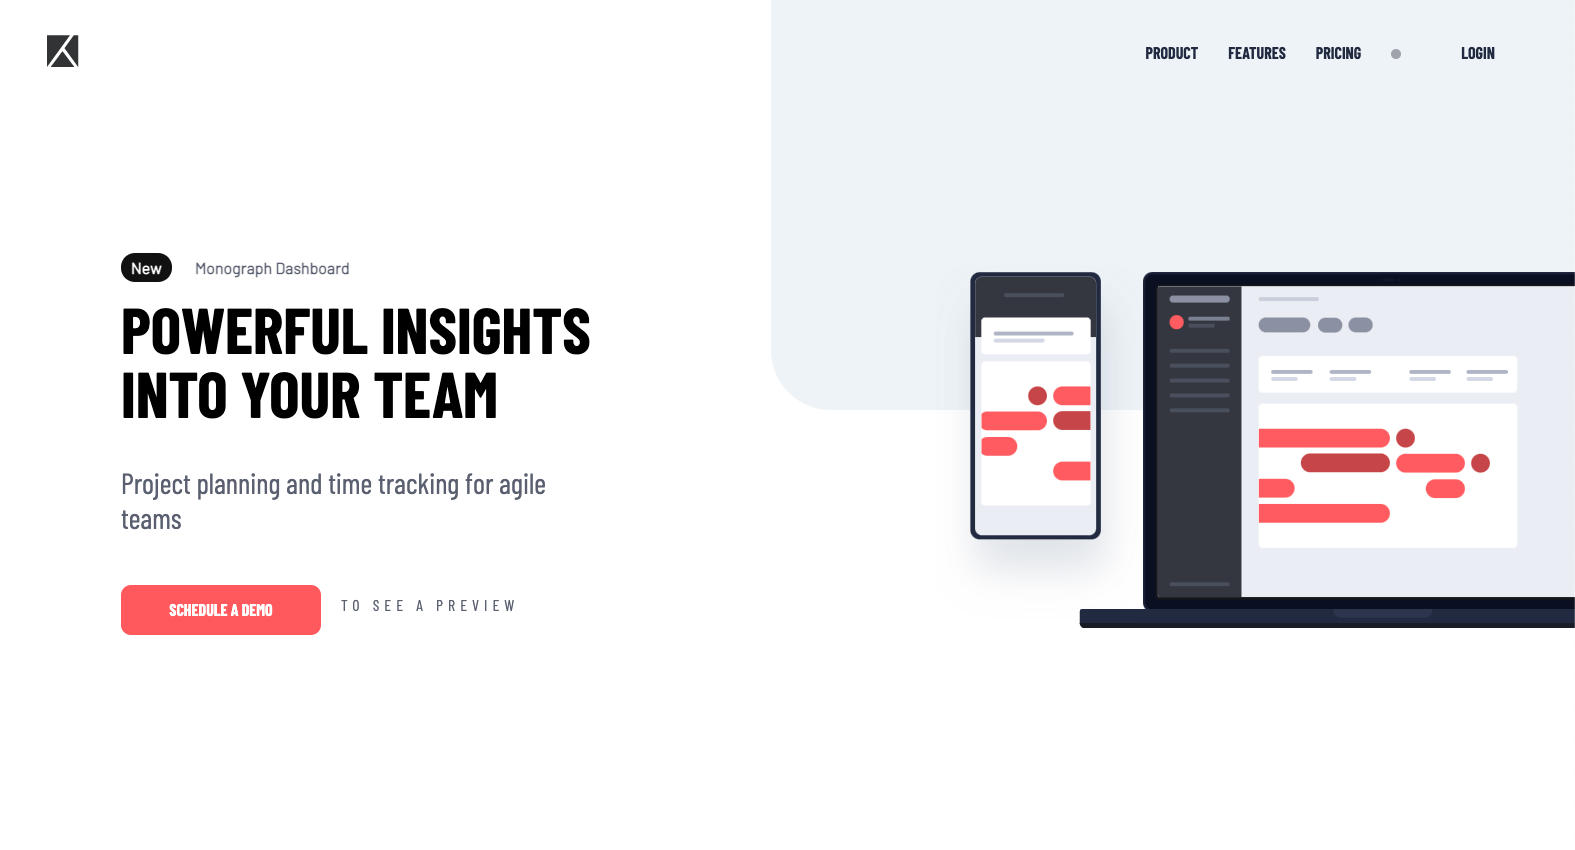 PRODUCT FEATURES PRICING LOGIN
New Monograph Dashboard
POWERFUL INSIGHTS
INTO YOUR TEAM
Project planning and time tracking for agile
teams
SCHEDULE A DEMO TO SEE A PREVIEW